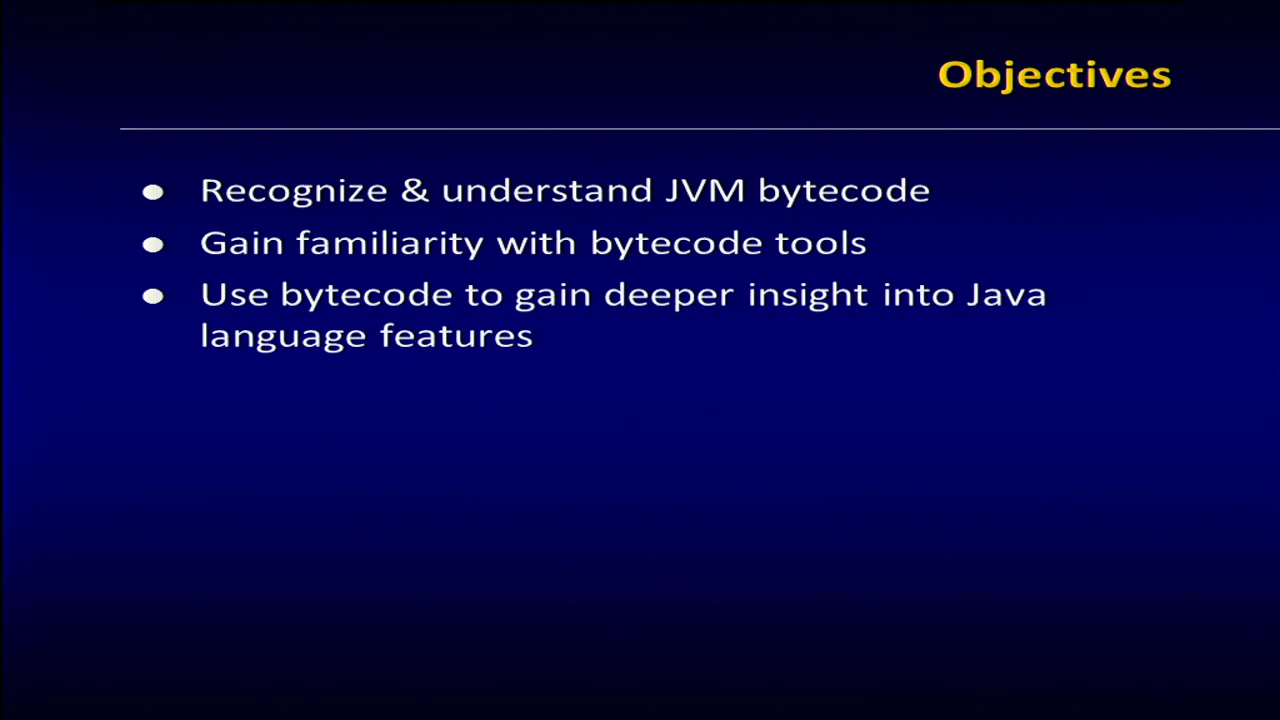 Objectives
Recognize & understand JVM bytecode
Gain familiarity with bytecode tools
Use bytecode to gain deeper insight into Java
language features